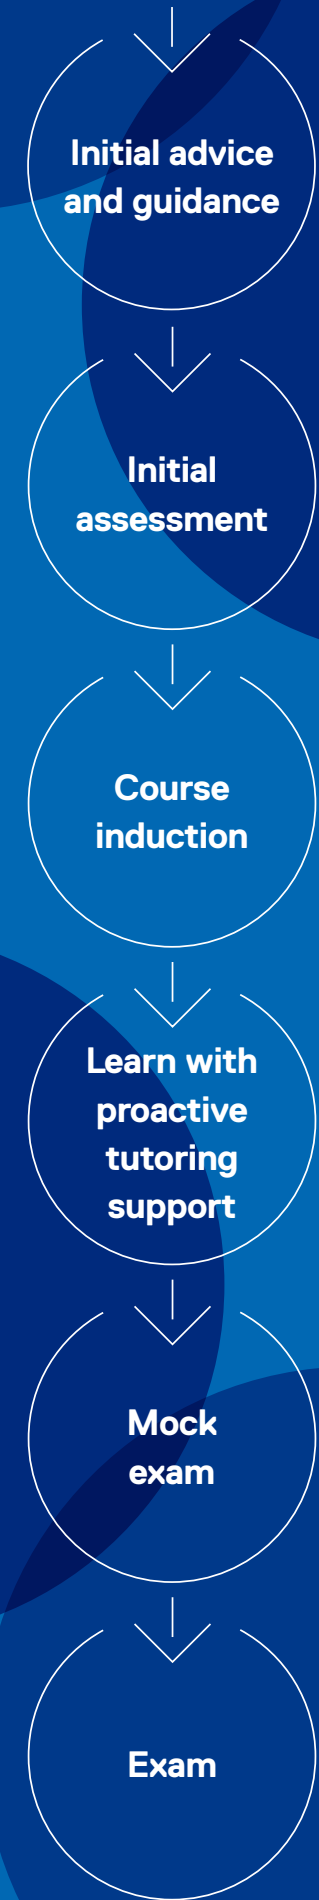 Initial advice
and guidance
Initial
assessment
Course
induction
Learn with
proactive
tutoring
support
Mock
exam
Exam